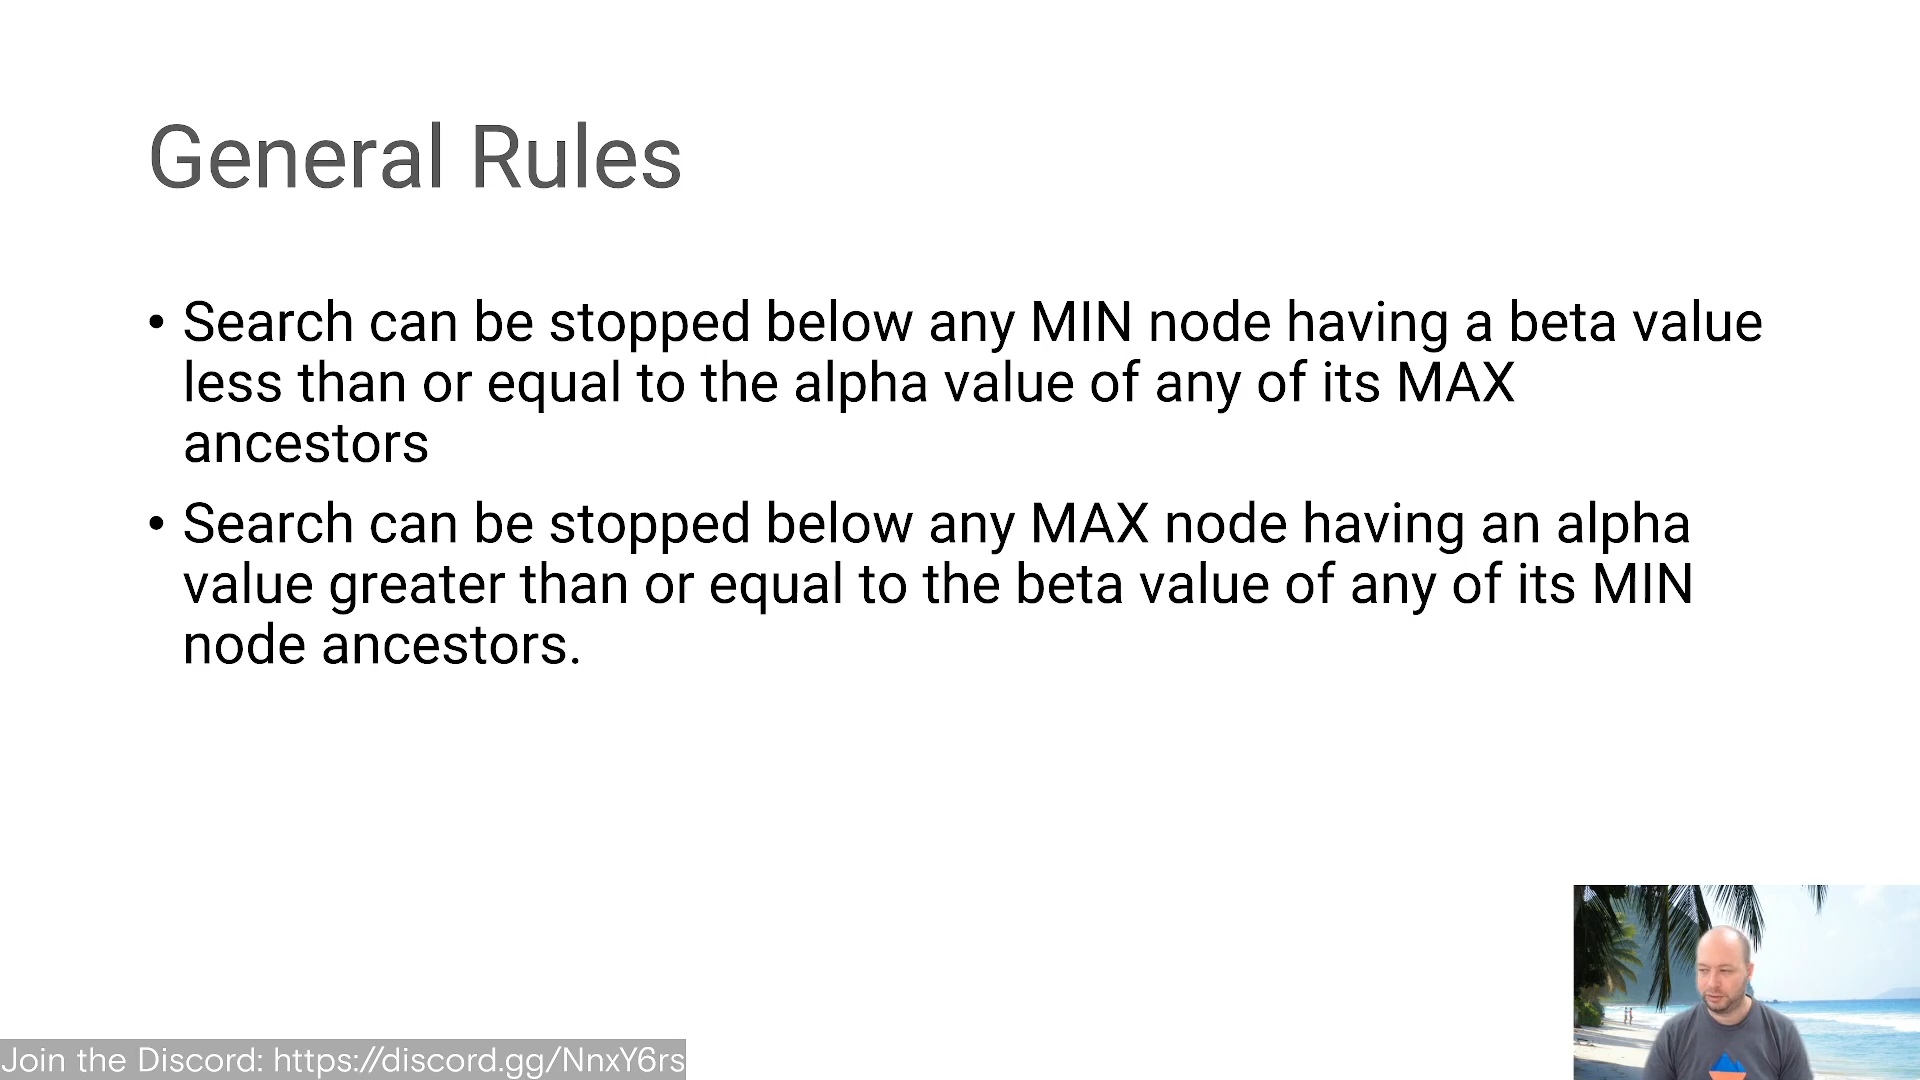 General Rules
• Search can be stopped below any MIN node having a beta value
less than or equal to the alpha value of any of its MAX
ancestors
• Search can be stopped below any MAX node having an alpha
value greater than or equal to the beta value of any of its MIN
node ancestors.
Join the Discord: https://discord.gg/NnxY6rs